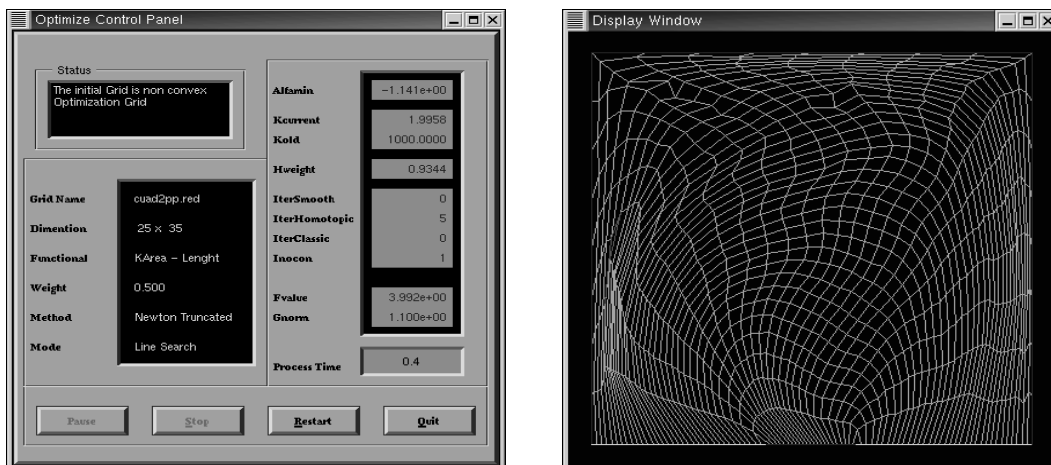 Optimize Control Panel
Status
The initial Grid is non convex
Optimization Grid
Grid Name cuad2pp.red
Dimention 25 x 35
Functional KArea - Lenght
Weight 0.500
Method Newton Truncated
Mode Line Search
Alfamin -1.141e+00
Kcurrent 1.9958
Kold 1000.0000
Hweight 0.9344
IterSmooth 0
IterHomotopic 5
IterClassic 0
Inocon 1
Fvalue 3.992e+00
Gnorm 1.100e+00
Process Time 0.4
Pause Stop Restart Quit
Display Window